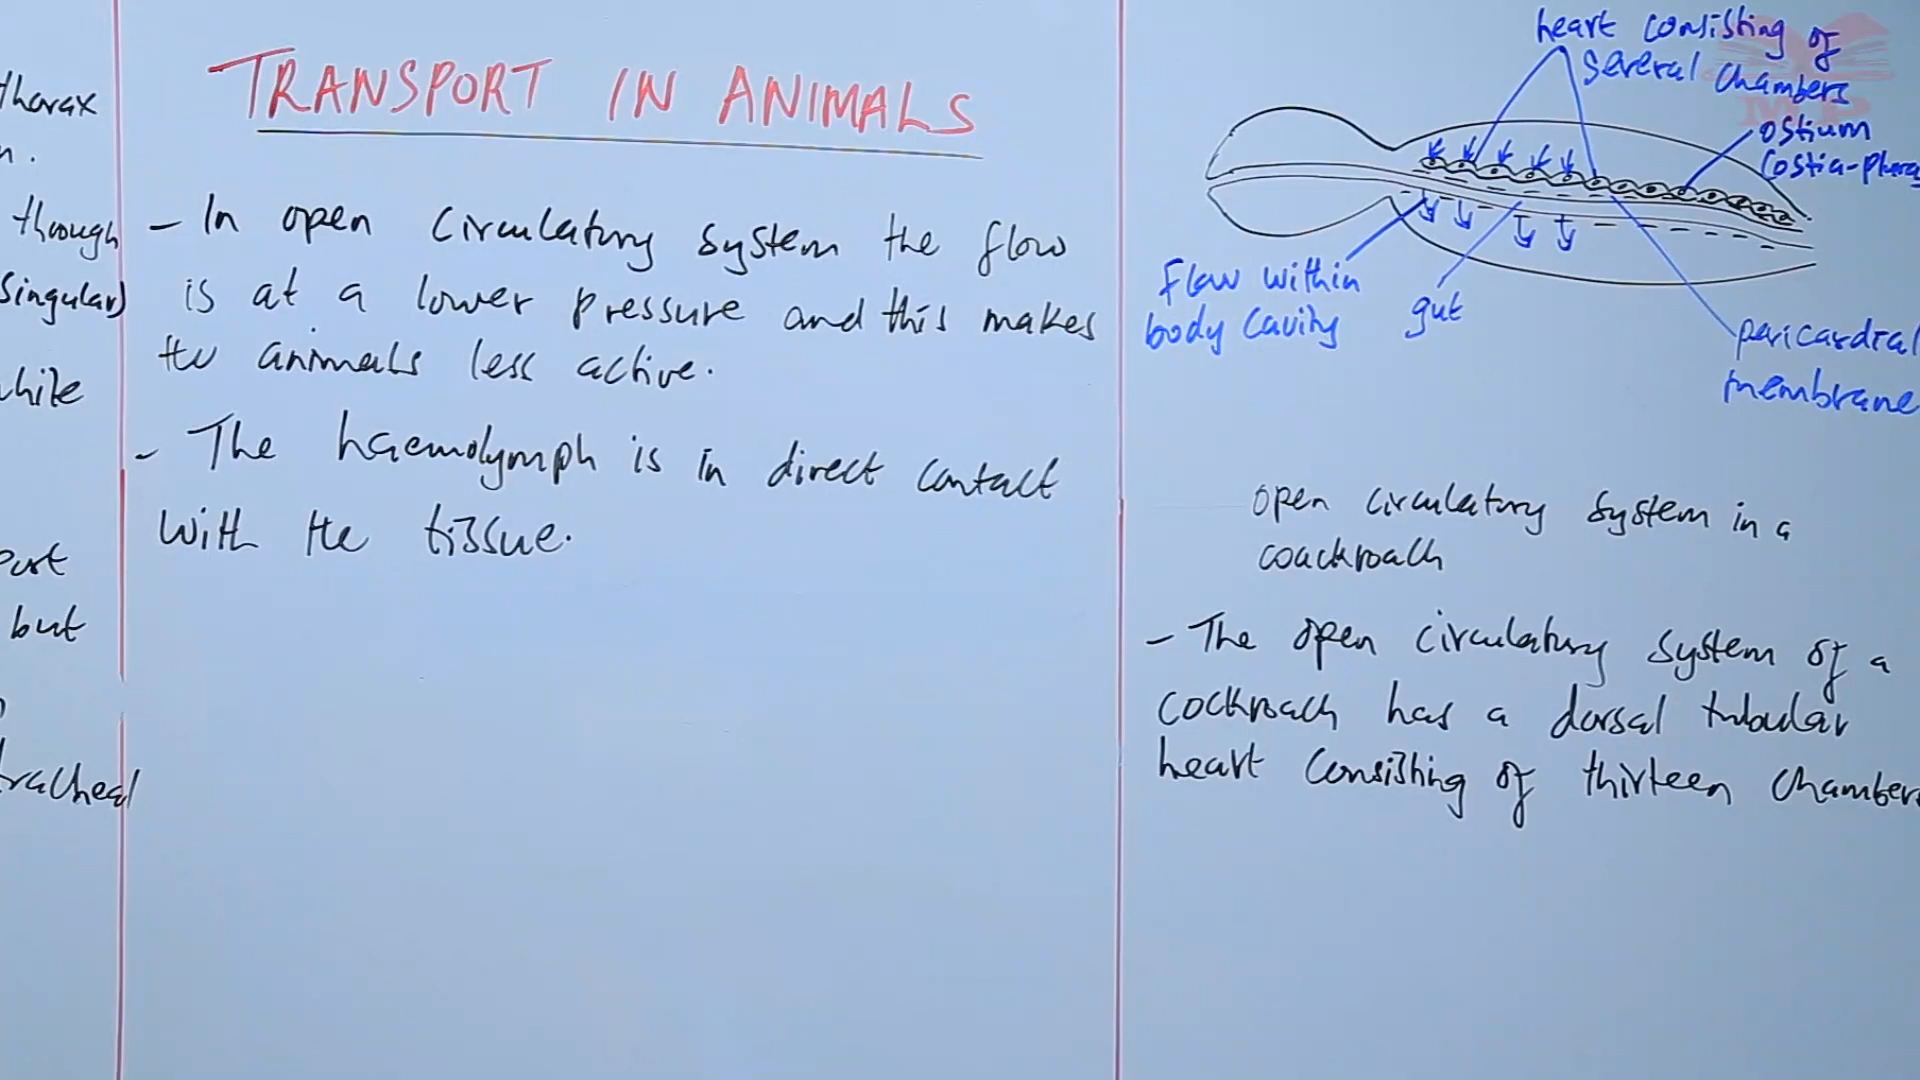 thorax
n.
through
Singular)
while
but
tracheal
TRANSPORT IN ANIMALS
- In open circulatory system the flow
is at a lower pressure and this makes
the animals less active.
- The haemolymph is in direct contact
with the tissue.
heart consisting of
several chambers
ostium
(ostia-plural
flow within
body cavity
gut
pericardial
membrane
open circulatory system in a
coackroach
- The open circulatory system of a
cockroach has a dorsal tubular
heart consisting of thirteen chambers